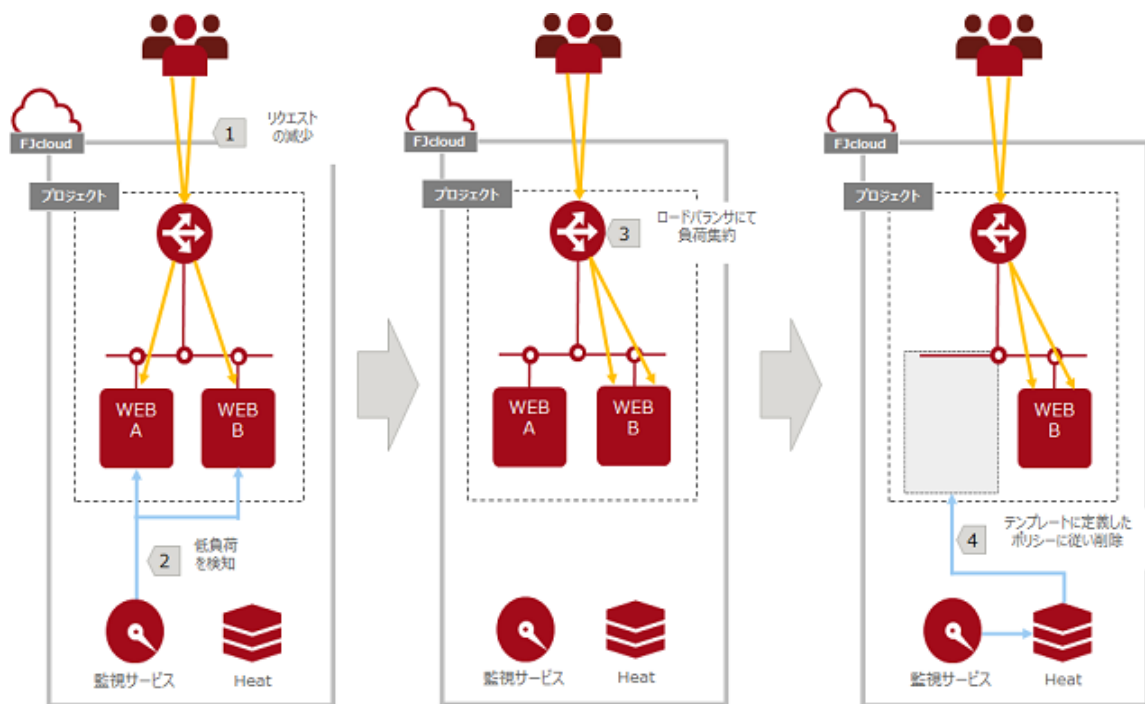 FJcloud
1
リクエスト
の減少
プロジェクト
WEB
A
WEB
B
2
低負荷
を検知
監視サービス
Heat
FJcloud
プロジェクト
3
ロードバランサにて
負荷集約
WEB
A
WEB
B
監視サービス
Heat
FJcloud
プロジェクト
WEB
B
4
テンプレートに定義した
ポリシーに従い削除
監視サービス
Heat